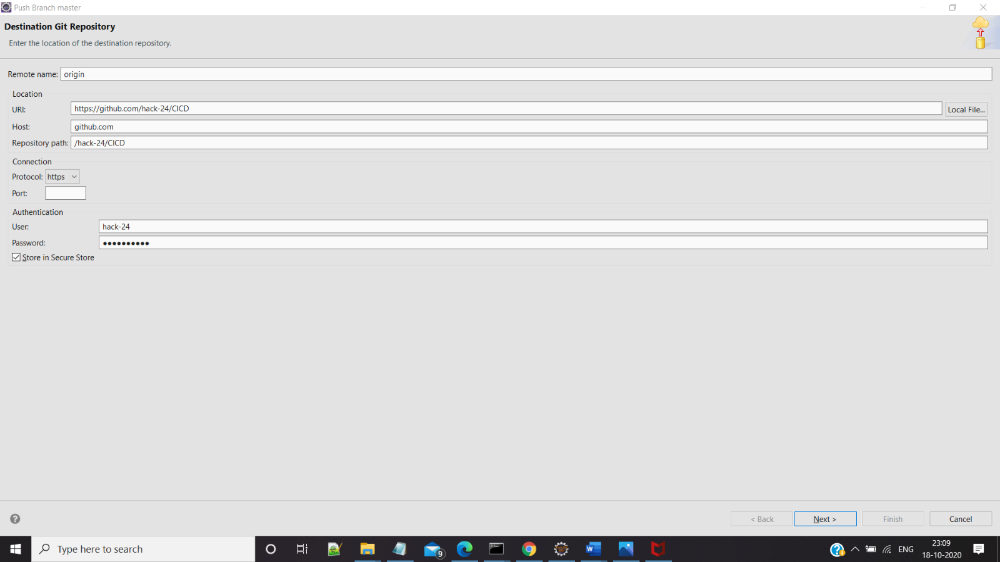 Push Branch master
Destination Git Repository
Enter the location of the destination repository.
Remote name: origin
Location
URI: https://github.com/hack-24/CICD Local File...
Host: github.com
Repository path: /hack-24/CICD
Connection
Protocol: https
Port:
Authentication
User: hack-24
Password: ●●●●●●●●●●
Store in Secure Store
< Back Next > Finish Cancel
Type here to search
9
ENG
23:09
18-10-2020